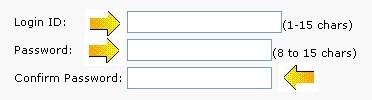 Login ID: (1-15 chars)
Password: (8 to 15 chars)
Confirm Password: